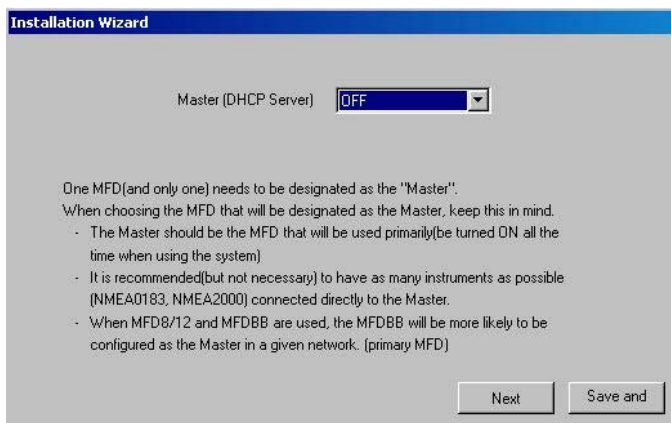 Installation Wizard
Master (DHCP Server) OFF
One MFD(and only one) needs to be designated as the "Master".
When choosing the MFD that will be designated as the Master, keep this in mind.
- The Master should be the MFD that will be used primarily(be turned ON all the
time when using the system)
- It is recommended(but not necessary) to have as many instruments as possible
(NMEA0183, NMEA2000) connected directly to the Master.
- When MFD8/12 and MFDBB are used, the MFDBB will be more likely to be
configured as the Master in a given network. (primary MFD)
Next Save and